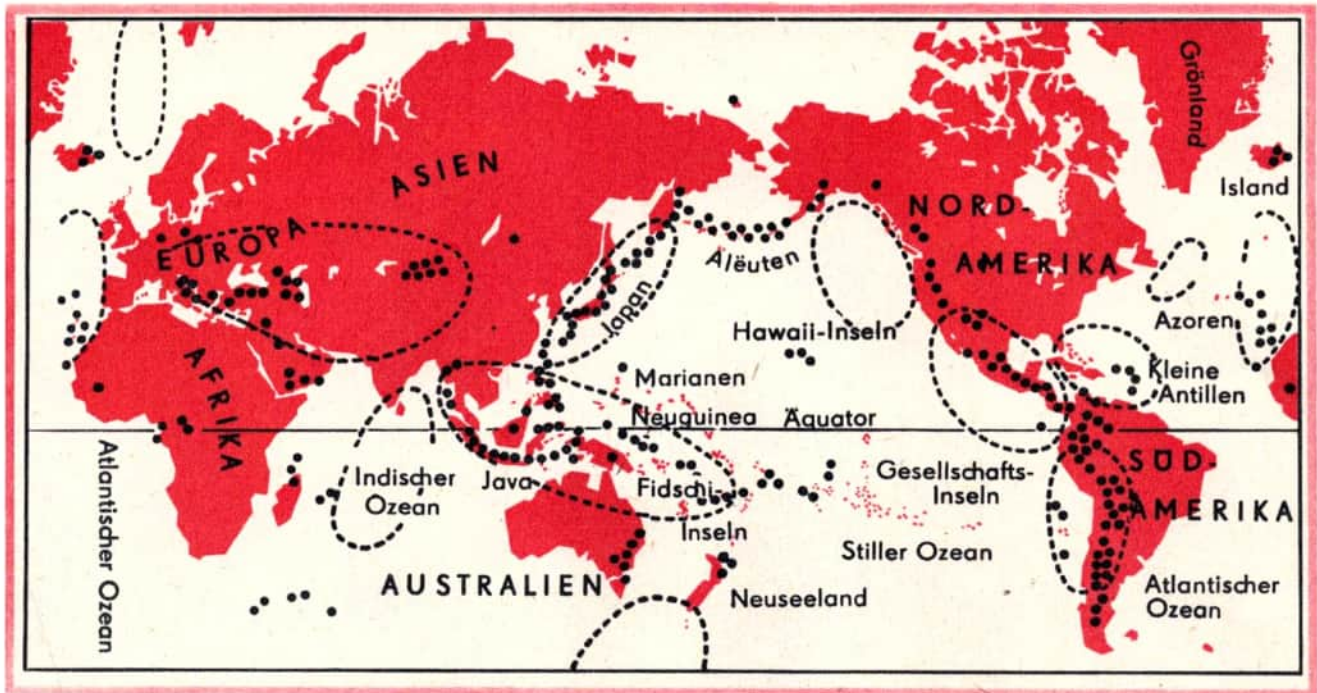 Grönland
ASIEN
Island
NORD-
AMERIKA
EUROPA
Alëuten
Japan
Azoren
Hawaii-Inseln
AFRIKA
Marianen
Kleine
Antillen
Neuguinea
Äquator
Atlantischer Ozean
Indischer
Ozean
Java
Fidschi-
Inseln
Gesellschafts-
Inseln
SÜD-
AMERIKA
Stiller Ozean
AUSTRALIEN
Neuseeland
Atlantischer
Ozean